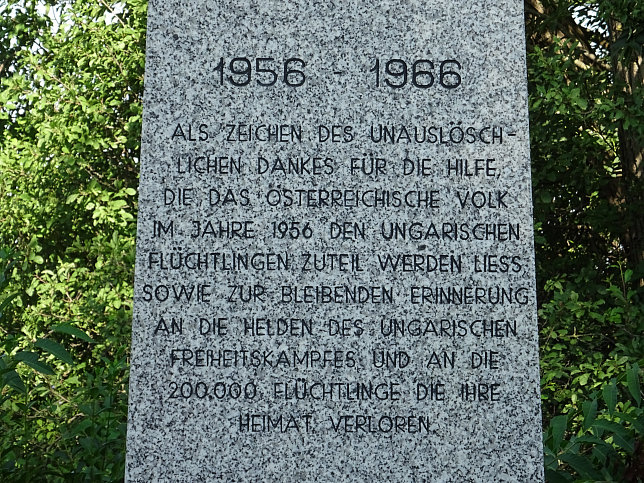 1956 - 1966
ALS ZEICHEN DES UNAUSLÖSCH-
LICHEN DANKES FÜR DIE HILFE,
DIE DAS ÖSTERREICHISCHE VOLK
IM JAHRE 1956 DEN UNGARISCHEN
FLÜCHTLINGEN ZUTEIL WERDEN LIESS,
SOWIE ZUR BLEIBENDEN ERINNERUNG
AN DIE HELDEN DES UNGARISCHEN
FREIHEITSKAMPFES UND AN DIE
200.000 FLÜCHTLINGE DIE IHRE
HEIMAT VERLOREN.